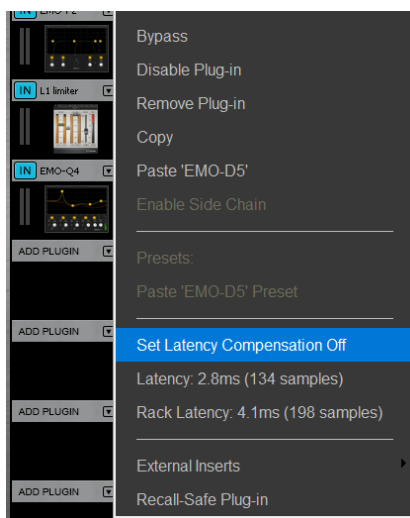 EMO-F2
Bypass
Disable Plug-in
IN L1 limiter
Remove Plug-in
Copy
IN EMO-Q4
Paste 'EMO-D5'
Enable Side Chain
ADD PLUGIN
Presets:
Paste 'EMO-D5' Preset
ADD PLUGIN
Set Latency Compensation Off
Latency: 2.8ms (134 samples)
ADD PLUGIN
Rack Latency: 4.1ms (198 samples)
External Inserts
ADD PLUGIN
Recall-Safe Plug-in